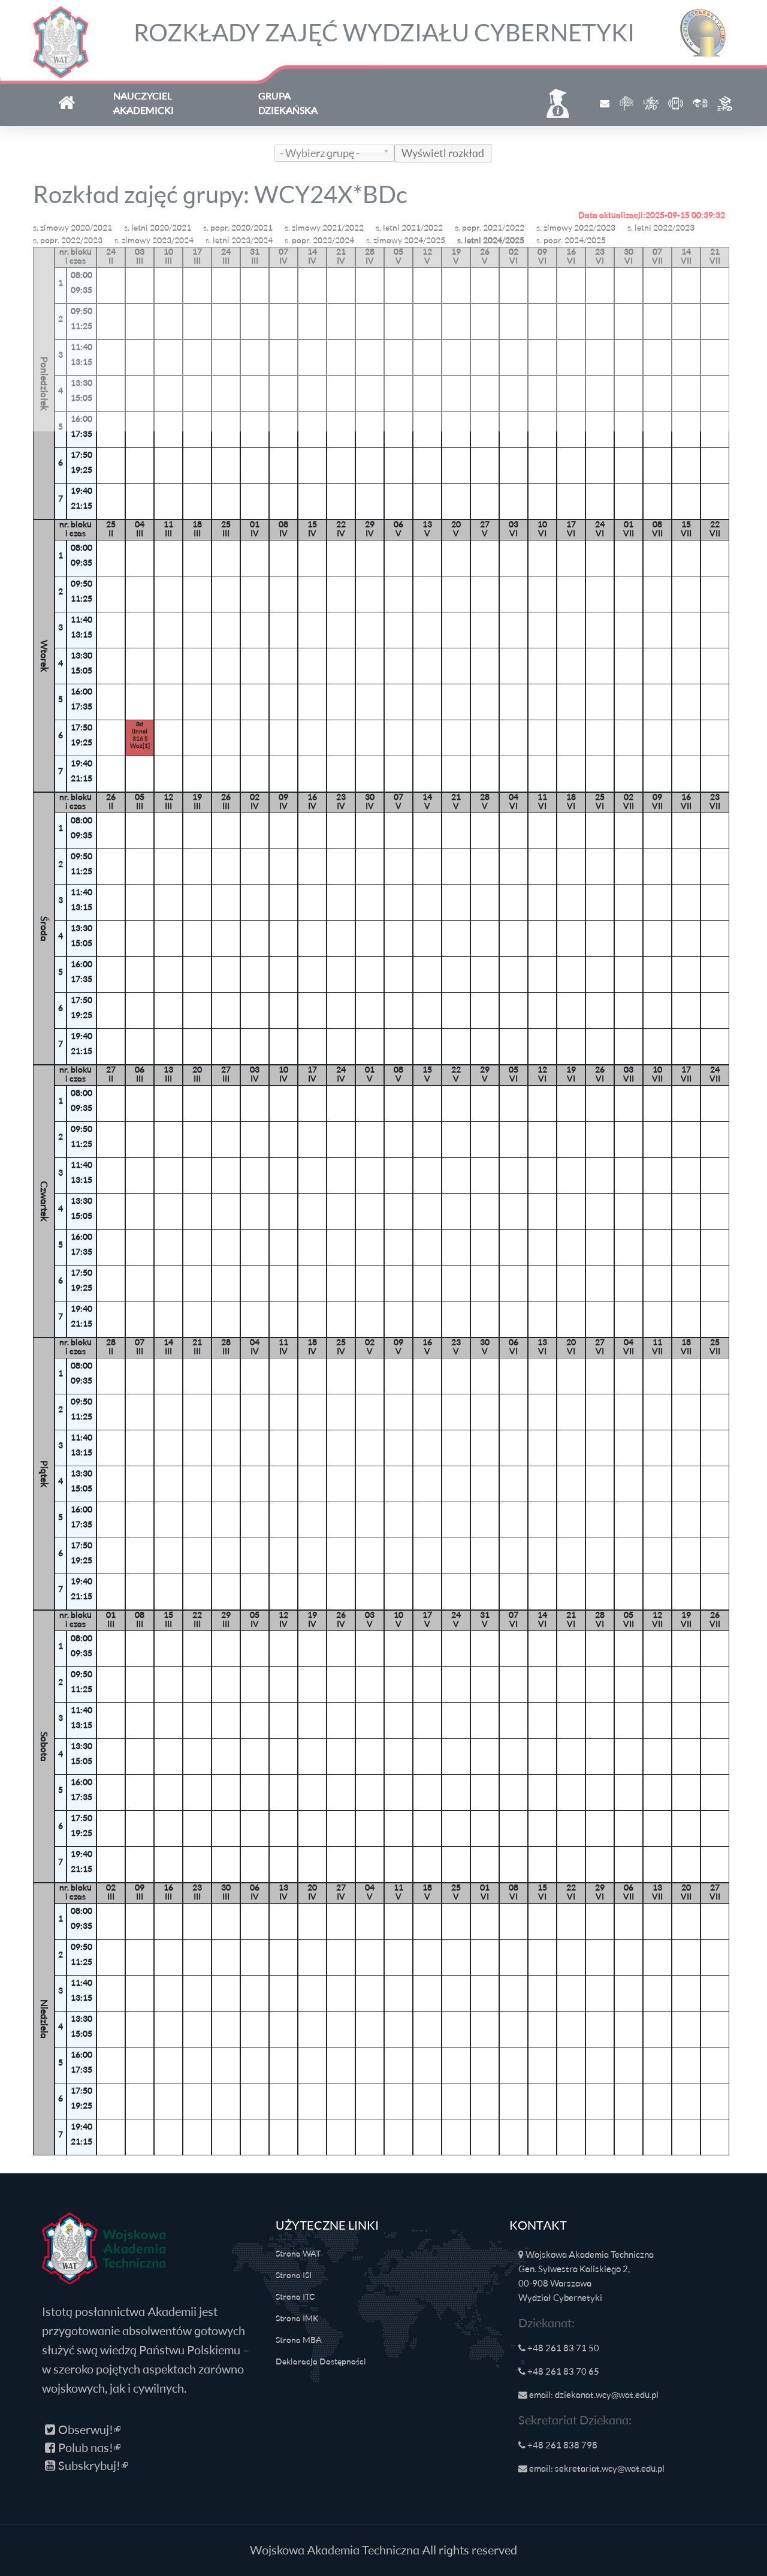 ROZKŁADY ZAJĘĆ WYDZIAŁU CYBERNETYKI
WAT
NAUCZYCIEL AKADEMICKI
GRUPA DZIEKAŃSKA
- Wybierz grupę -
Wyświetl rozkład
Rozkład zajęć grupy: WCY24X*BDc
Data aktualizacji:2025-09-15 00:39:32
s. zimowy 2020/2021 s. letni 2020/2021 s. popr. 2020/2021 s. zimowy 2021/2022 s. letni 2021/2022 s. popr. 2021/2022 s. zimowy 2022/2023 s. letni 2022/2023
s. popr. 2022/2023 s. zimowy 2023/2024 s. letni 2023/2024 s. popr. 2023/2024 s. zimowy 2024/2025 s. letni 2024/2025 s. popr. 2024/2025
Poniedziałek
nr. bloku 24 03 10 17 24 31 07 14 21 28 05 12 19 26 02 09 16 23 30 07 14 21
i czas II III III III III III IV IV IV IV V V V V VI VI VI VI VI VII VII VII
1 08:00 09:35
2 09:50 11:25
3 11:40 13:15
4 13:30 15:05
5 16:00 17:35
6 17:50 19:25
7 19:40 21:15
Wtorek
nr. bloku 25 04 11 18 25 01 08 15 22 29 06 13 20 27 03 10 17 24 01 08 15 22
i czas II III III III III IV IV IV IV IV V V V V VI VI VI VI VII VII VII VII
1 08:00 09:35
2 09:50 11:25
3 11:40 13:15
4 13:30 15:05
5 16:00 17:35
6 17:50 19:25
Bd
(inne)
316 S
Woź[1]
7 19:40 21:15
Środa
nr. bloku 26 05 12 19 26 02 09 16 23 30 07 14 21 28 04 11 18 25 02 09 16 23
i czas II III III III III IV IV IV IV IV V V V V VI VI VI VI VII VII VII VII
1 08:00 09:35
2 09:50 11:25
3 11:40 13:15
4 13:30 15:05
5 16:00 17:35
6 17:50 19:25
7 19:40 21:15
Czwartek
nr. bloku 27 06 13 20 27 03 10 17 24 01 08 15 22 29 05 12 19 26 03 10 17 24
i czas II III III III III IV IV IV IV V V V V V VI VI VI VI VII VII VII VII
1 08:00 09:35
2 09:50 11:25
3 11:40 13:15
4 13:30 15:05
5 16:00 17:35
6 17:50 19:25
7 19:40 21:15
Piątek
nr. bloku 28 07 14 21 28 04 11 18 25 02 09 16 23 30 06 13 20 27 04 11 18 25
i czas II III III III III IV IV IV IV V V V V V VI VI VI VI VII VII VII VII
1 08:00 09:35
2 09:50 11:25
3 11:40 13:15
4 13:30 15:05
5 16:00 17:35
6 17:50 19:25
7 19:40 21:15
Sobota
nr. bloku 01 08 15 22 29 05 12 19 26 03 10 17 24 31 07 14 21 28 05 12 19 26
i czas III III III III III IV IV IV IV V V V V V VI VI VI VI VII VII VII VII
1 08:00 09:35
2 09:50 11:25
3 11:40 13:15
4 13:30 15:05
5 16:00 17:35
6 17:50 19:25
7 19:40 21:15
Niedziela
nr. bloku 02 09 16 23 30 06 13 20 27 04 11 18 25 01 08 15 22 29 06 13 20 27
i czas III III III III III IV IV IV IV V V V V VI VI VI VI VI VII VII VII VII
1 08:00 09:35
2 09:50 11:25
3 11:40 13:15
4 13:30 15:05
5 16:00 17:35
6 17:50 19:25
7 19:40 21:15
WAT
Wojskowa
Akademia
Techniczna
Istotą posłannictwa Akademii jest
przygotowanie absolwentów gotowych
służyć swą wiedzą Państwu Polskiemu –
w szeroko pojętych aspektach zarówno
wojskowych, jak i cywilnych.
Obserwuj!
Polub nas!
Subskrybuj!
UŻYTECZNE LINKI
Strona WAT
Strona ISI
Strona ITC
Strona IMK
Strona MBA
Deklaracja Dostępności
KONTAKT
Wojskowa Akademia Techniczna
Gen. Sylwestra Kaliskiego 2,
00-908 Warszawa
Wydział Cybernetyki
Dziekanat:
+48 261 83 71 50
+48 261 83 70 65
email: dziekanat.wcy@wat.edu.pl
Sekretariat Dziekana:
+48 261 838 798
email: sekretariat.wcy@wat.edu.pl
Wojskowa Akademia Techniczna All rights reserved